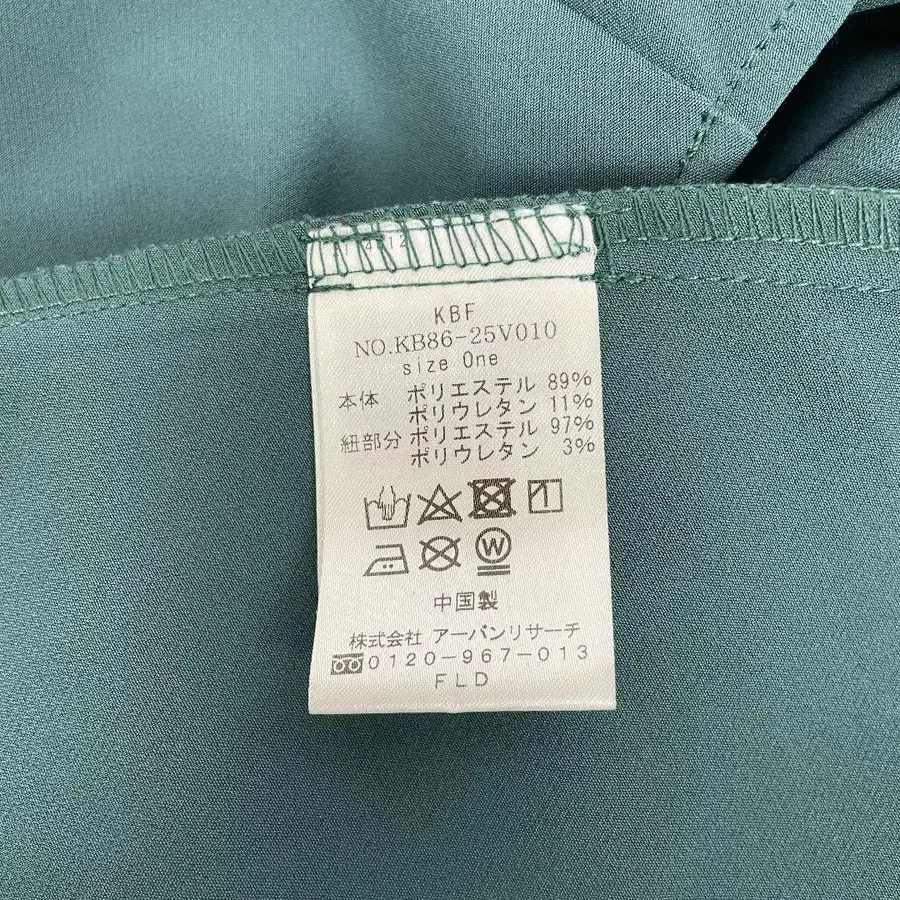 KBF
NO.KB86-25V010
size One
本体 ポリエステル 89%
ポリウレタン 11%
紐部分 ポリエステル 97%
ポリウレタン 3%
W
中国製
株式会社 アーバンリサーチ
0120-967-013
FLD